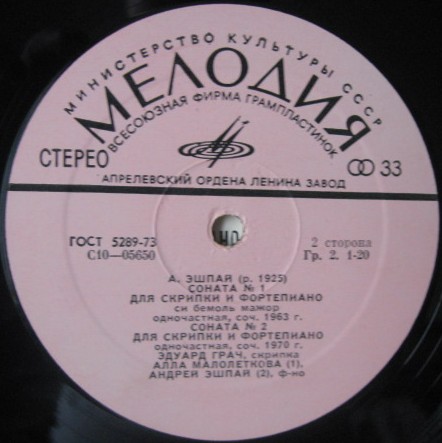 МИНИСТЕРСТВО КУЛЬТУРЫ СССР
МЕЛОДИЯ
ВСЕСОЮЗНАЯ ФИРМА ГРАМПЛАСТИНОК
СТЕРЕО
33
АПРЕЛЕВСКИЙ ОРДЕНА ЛЕНИНА ЗАВОД
ГОСТ 5289-73
2 сторона
С10—05650
Гр. 2. 1-20
А. ЭШПАЙ (р. 1925)
СОНАТА № 1
ДЛЯ СКРИПКИ И ФОРТЕПИАНО
си бемоль мажор
одночастная, соч. 1963 г.
СОНАТА № 2
ДЛЯ СКРИПКИ И ФОРТЕПИАНО
одночастная, соч. 1970 г.
ЭДУАРД ГРАЧ, скрипка
АЛЛА МАЛОЛЕТКОВА (1),
АНДРЕЙ ЭШПАЙ (2), ф-но